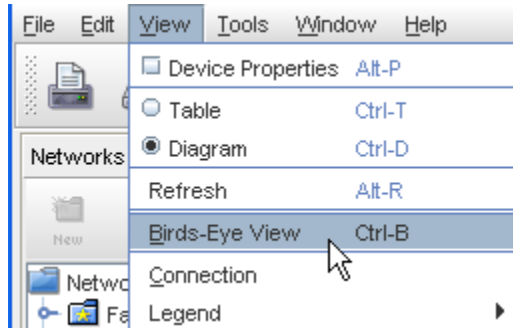 File Edit View Tools Window Help
Device Properties Alt-P
Table Ctrl-T
Diagram Ctrl-D
Networks
Refresh Alt-R
New
Birds-Eye View Ctrl-B
Connection
Legend